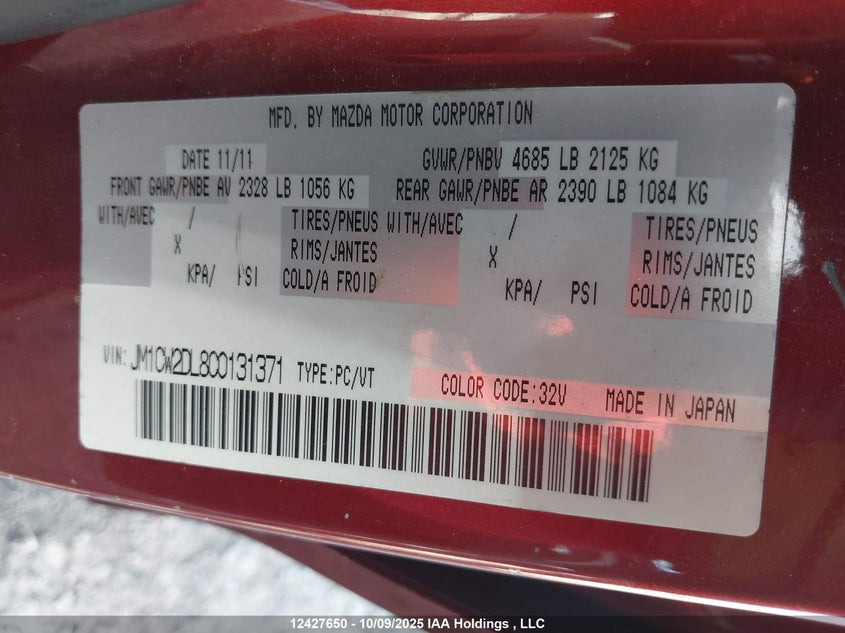 MFD. BY MAZDA MOTOR CORPORATION
DATE 11/11 GVWR/PNBV 4685 LB 2125 KG
FRONT GAWR/PNBE AV 2328 LB 1056 KG REAR GAWR/PNBE AR 2390 LB 1084 KG
WITH/AVEC / TIRES/PNEUS WITH/AVEC / TIRES/PNEUS
X RIMS/JANTES X RIMS/JANTES
KPA/ PSI COLD/A FROID KPA/ PSI COLD/A FROID
VIN: JM1CW2DL8C0131371 TYPE:PC/VT COLOR CODE:32V MADE IN JAPAN
12427650 - 10/09/2025 IAA Holdings , LLC